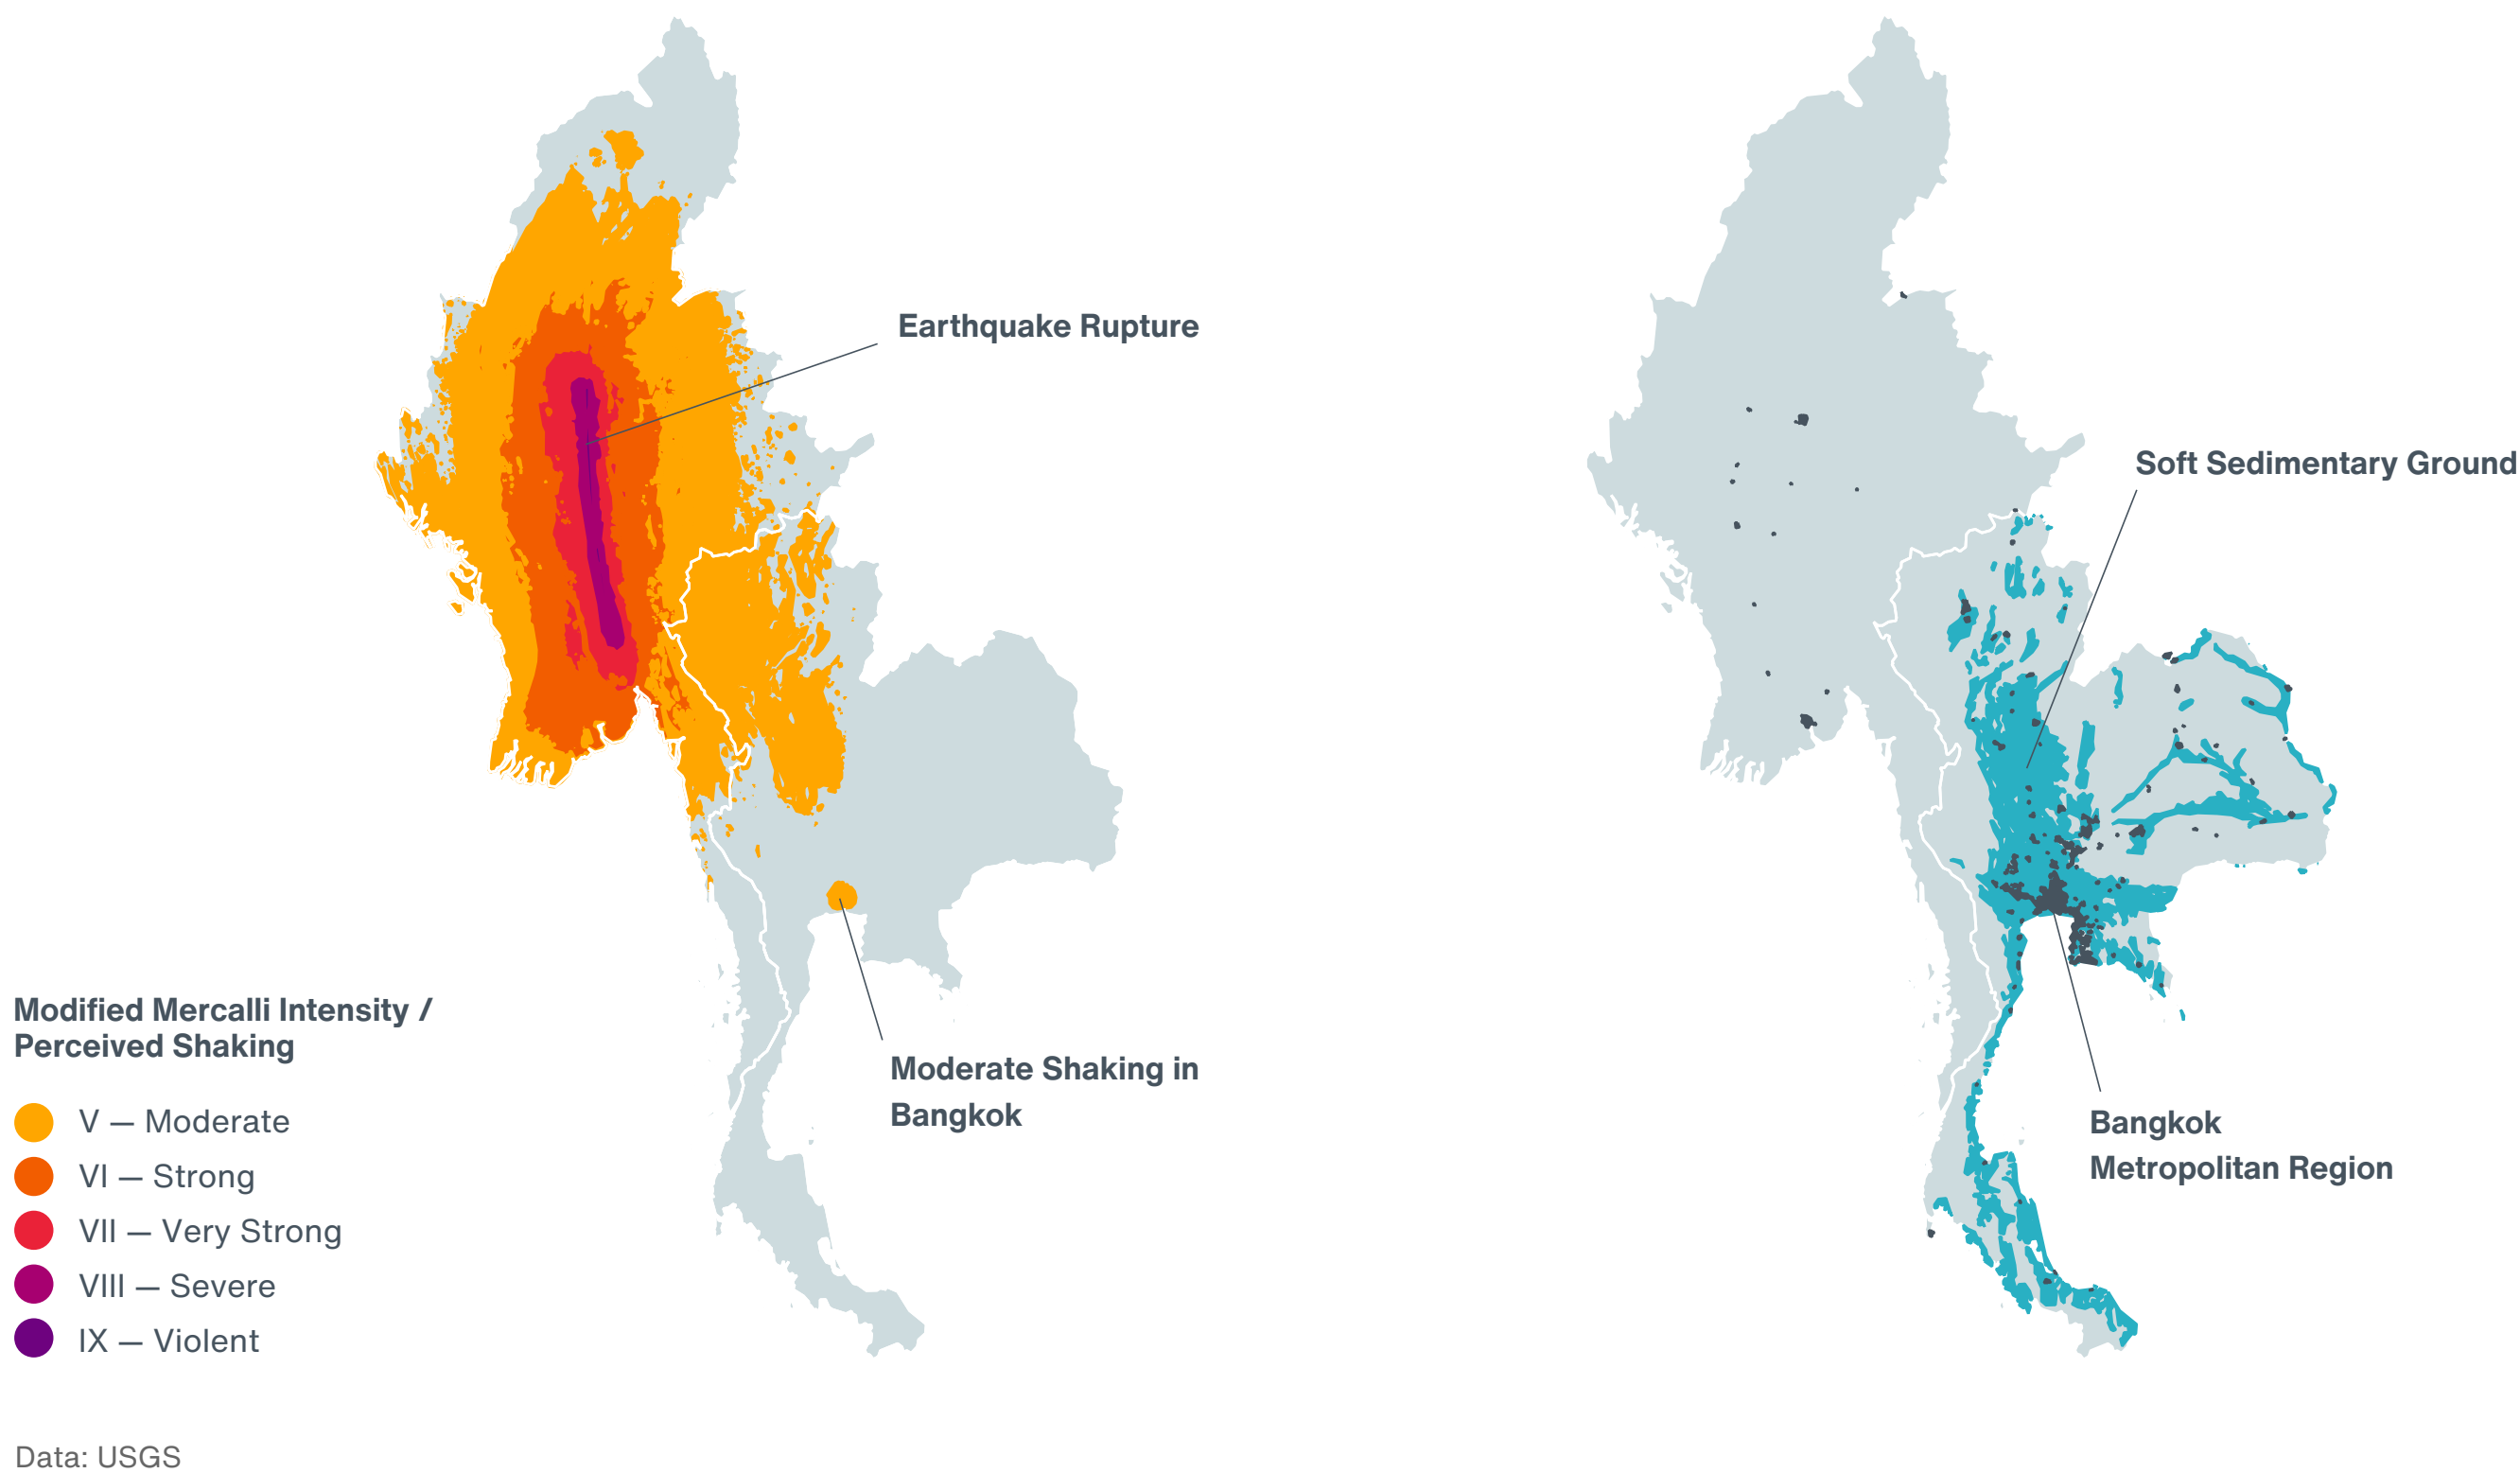 Earthquake Rupture
Soft Sedimentary Ground
Modified Mercalli Intensity /
Perceived Shaking
V — Moderate
VI — Strong
VII — Very Strong
VIII — Severe
IX — Violent
Moderate Shaking in
Bangkok
Bangkok
Metropolitan Region
Data: USGS